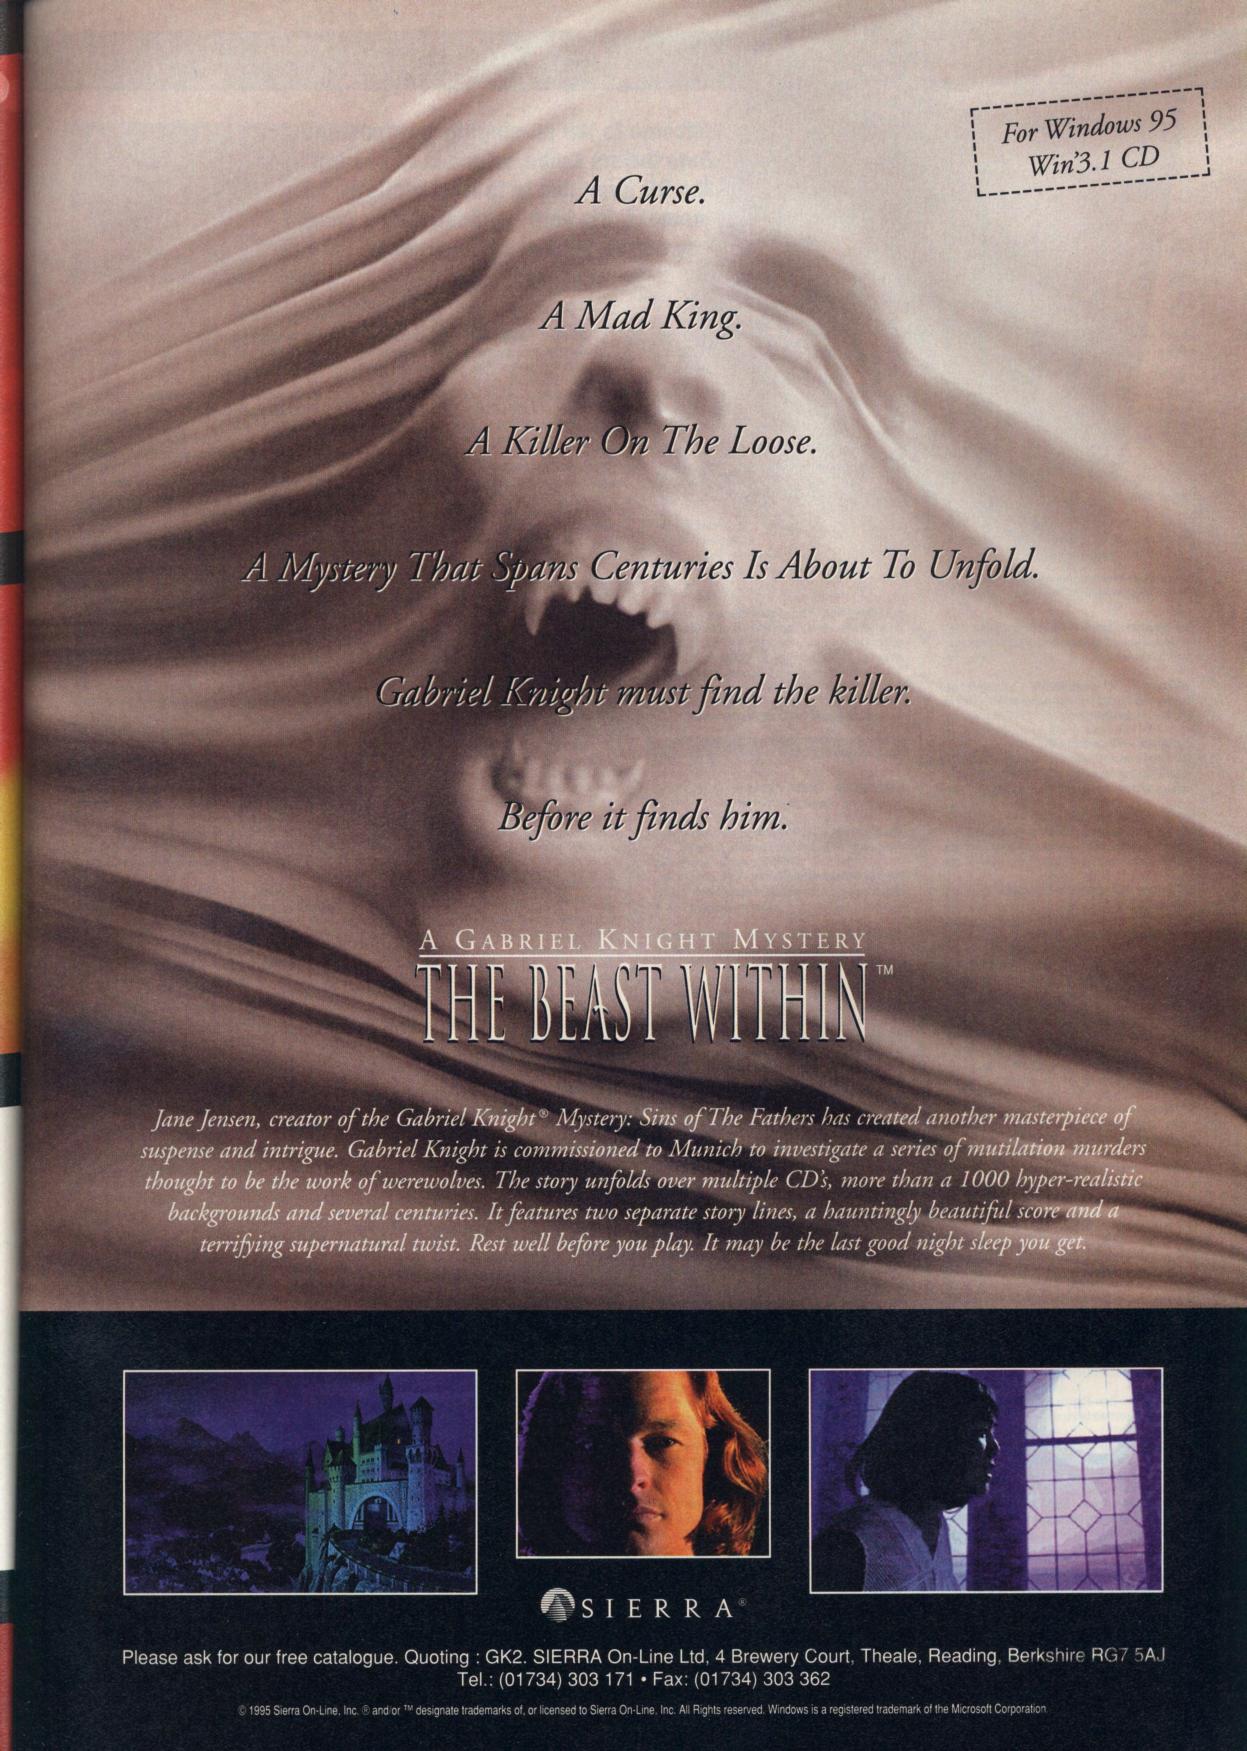 For Windows 95
Win'3.1 CD
A Curse.
A Mad King.
A Killer On The Loose.
A Mystery That Spans Centuries Is About To Unfold.
Gabriel Knight must find the killer.
Before it finds him.
A GABRIEL KNIGHT MYSTERY
THE BEAST WITHIN™
Jane Jensen, creator of the Gabriel Knight® Mystery: Sins of The Fathers has created another masterpiece of
suspense and intrigue. Gabriel Knight is commissioned to Munich to investigate a series of mutilation murders
thought to be the work of werewolves. The story unfolds over multiple CD's, more than a 1000 hyper-realistic
backgrounds and several centuries. It features two separate story lines, a hauntingly beautiful score and a
terrifying supernatural twist. Rest well before you play. It may be the last good night sleep you get.
SIERRA®
Please ask for our free catalogue. Quoting : GK2. SIERRA On-Line Ltd, 4 Brewery Court, Theale, Reading, Berkshire RG7 5AJ
Tel.: (01734) 303 171 • Fax: (01734) 303 362
© 1995 Sierra On-Line, Inc. ® and/or ™ designate trademarks of, or licensed to Sierra On-Line, Inc. All Rights reserved. Windows is a registered trademark of the Microsoft Corporation